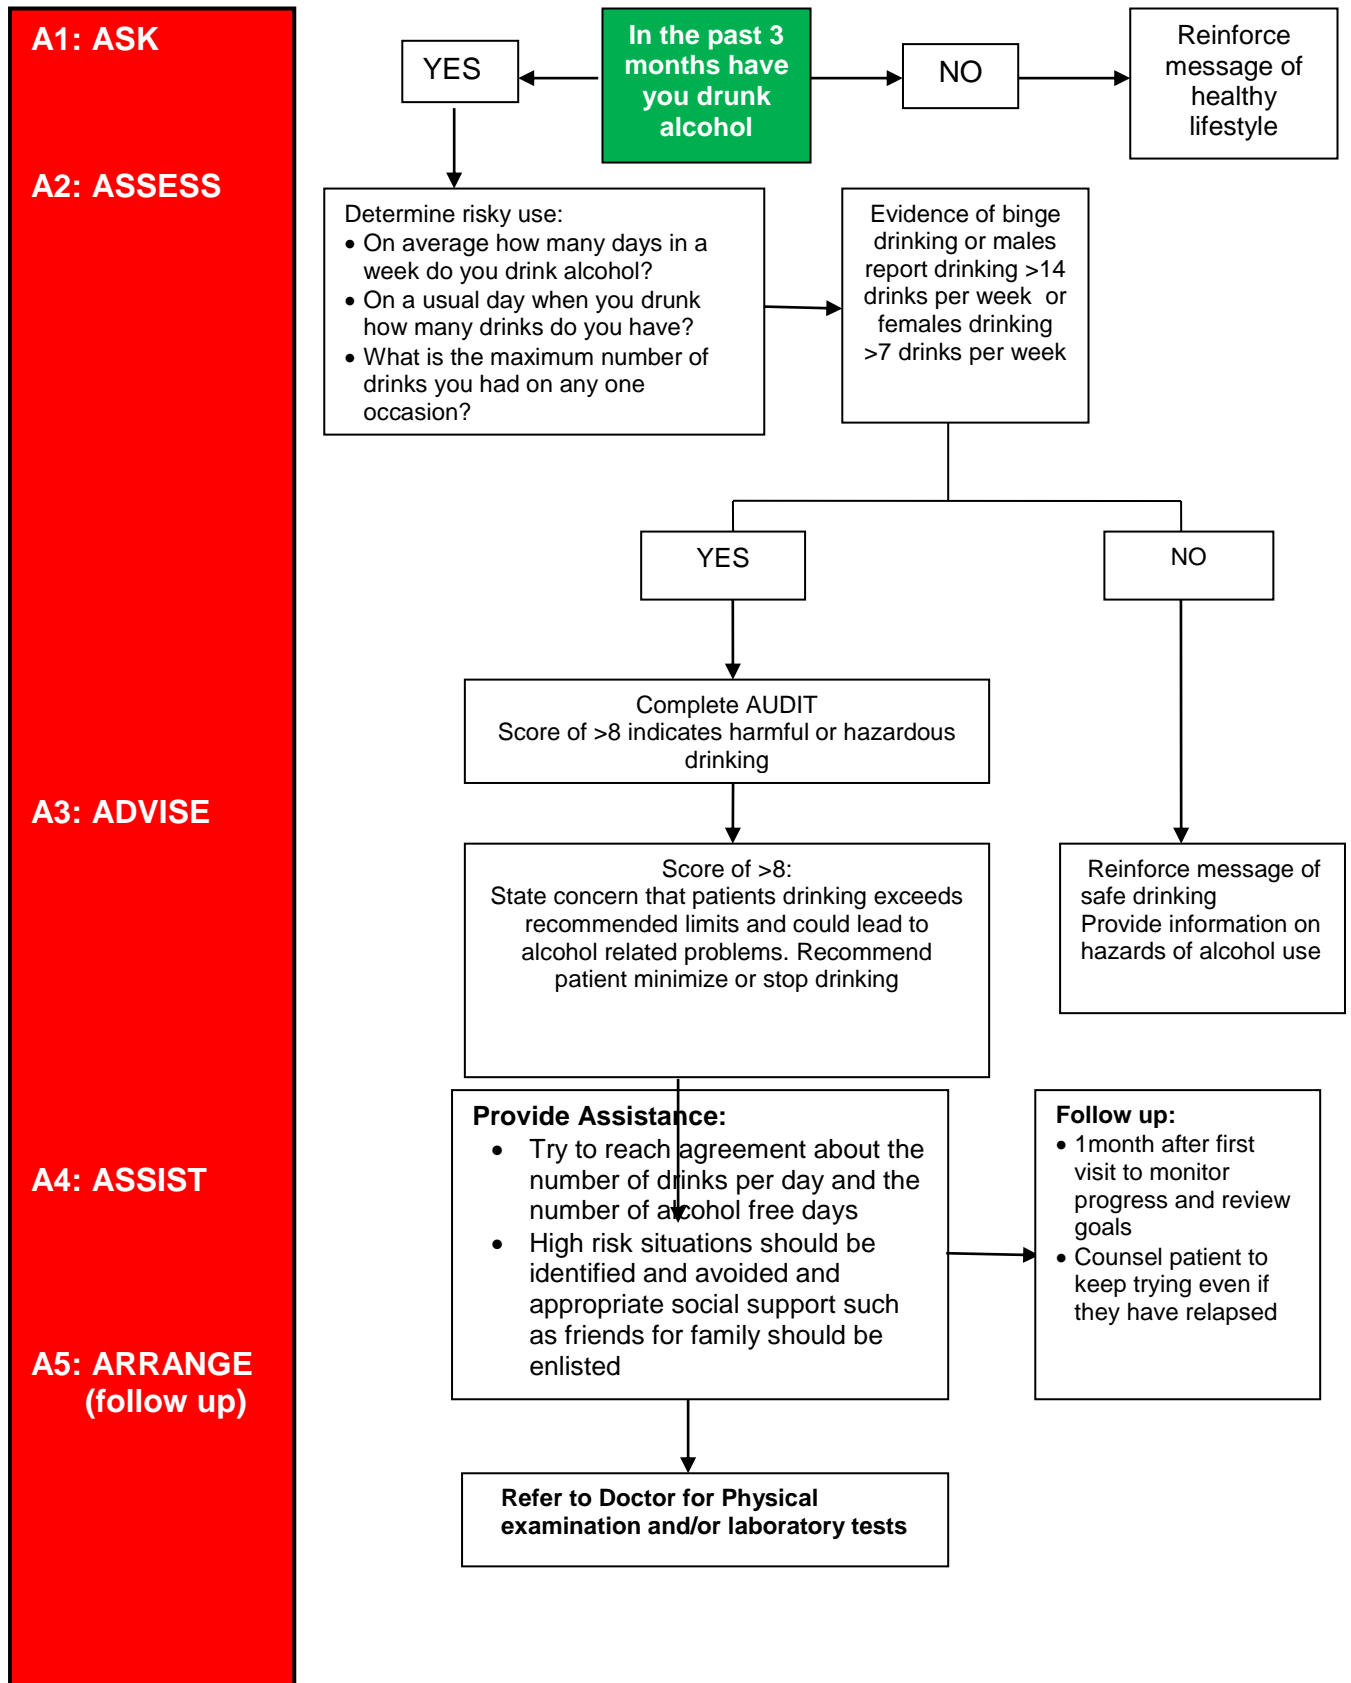 A1: ASK
YES
In the past 3
months have
you drunk
alcohol
NO
Reinforce
message of
healthy
lifestyle
A2: ASSESS
Determine risky use:
• On average how many days in a
week do you drink alcohol?
• On a usual day when you drunk
how many drinks do you have?
• What is the maximum number of
drinks you had on any one
occasion?
Evidence of binge
drinking or males
report drinking >14
drinks per week or
females drinking
>7 drinks per week
YES
NO
Complete AUDIT
Score of >8 indicates harmful or hazardous
drinking
A3: ADVISE
Score of >8:
State concern that patients drinking exceeds
recommended limits and could lead to
alcohol related problems. Recommend
patient minimize or stop drinking
Reinforce message of
safe drinking
Provide information on
hazards of alcohol use
A4: ASSIST
Provide Assistance:
• Try to reach agreement about the
number of drinks per day and the
number of alcohol free days
• High risk situations should be
identified and avoided and
appropriate social support such
as friends for family should be
enlisted
Follow up:
• 1month after first
visit to monitor
progress and review
goals
• Counsel patient to
keep trying even if
they have relapsed
A5: ARRANGE
(follow up)
Refer to Doctor for Physical
examination and/or laboratory tests